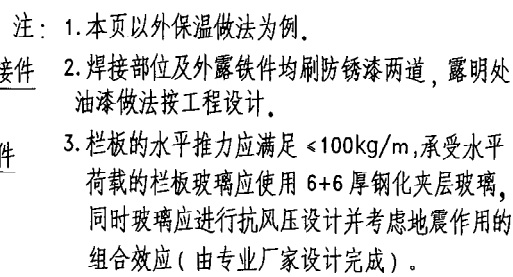 注：1.本页以外保温做法为例．
接件 2.焊接部位及外露铁件均刷防锈漆两道，露明处
油漆做法按工程设计．
件 3.栏板的水平推力应满足 ≤100kg/m,承受水平
荷载的栏板玻璃应使用 6+6 厚钢化夹层玻璃，
同时玻璃应进行抗风压设计并考虑地震作用的
组合效应（由专业厂家设计完成）。